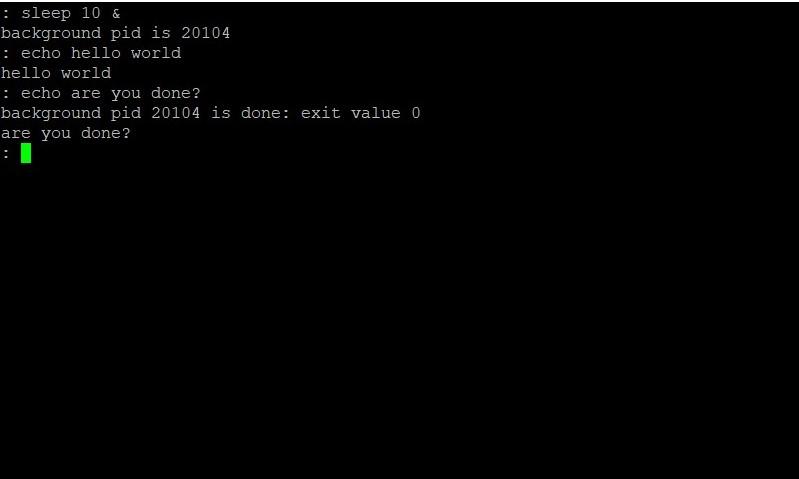 : sleep 10 &
background pid is 20104
: echo hello world
hello world
: echo are you done?
background pid 20104 is done: exit value 0
are you done?
: